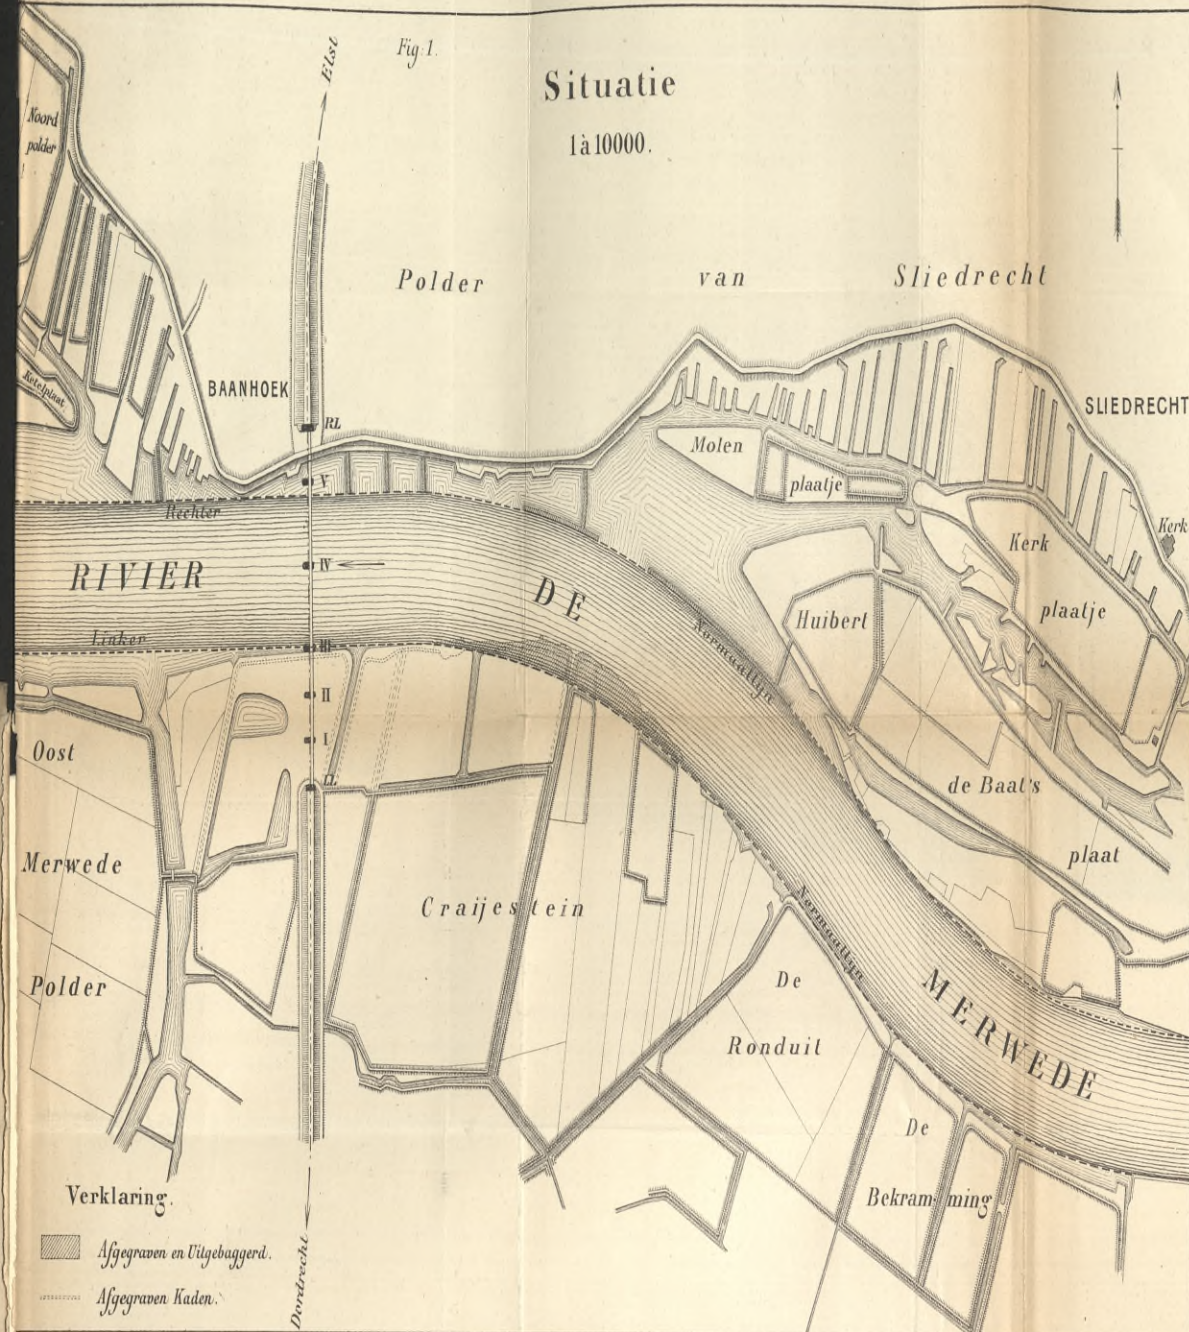 Fig. 1.
Elst
Situatie
1 à 10000.
Noord
polder
Polder van Sliedrecht
BAANHOEK
Ketelplaat
RL
SLIEDRECHT
Molen
plaatje
V
Rechter
Kerk
Kerk
plaatje
IV
RIVIER DE MERWEDE
Huibert
Linker
III
Normaallijn
II
I
Oost
Merwede
Polder
LL
de Baat's
plaat
Craijestein
Normaallijn
De
Ronduit
De
Bekramming
Verklaring.
Afgegraven en Uitgebaggerd.
Afgegraven Kaden.
Dordrecht